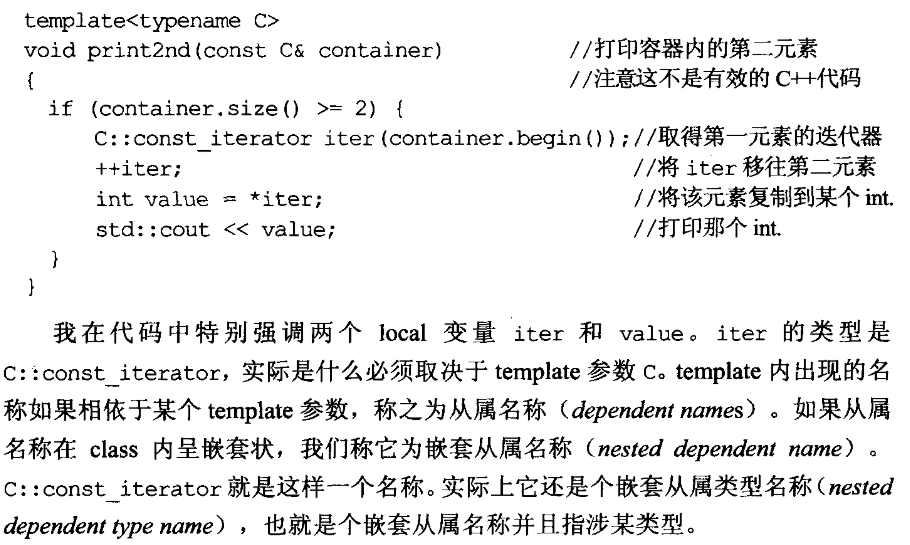 template<typename C>
void print2nd(const C& container) //打印容器内的第二元素
{ //注意这不是有效的 C++代码
if (container.size() >= 2) {
C::const_iterator iter(container.begin());//取得第一元素的迭代器
++iter; //将 iter 移往第二元素
int value = *iter; //将该元素复制到某个 int.
std::cout << value; //打印那个 int.
}
}
我在代码中特别强调两个 local 变量 iter 和 value。iter 的类型是
C::const_iterator，实际是什么必须取决于 template 参数 C。template 内出现的名
称如果相依于某个 template 参数，称之为从属名称（dependent names）。如果从属
名称在 class 内呈嵌套状，我们称它为嵌套从属名称（nested dependent name）。
C::const_iterator 就是这样一个名称。实际上它还是个嵌套从属类型名称（nested
dependent type name），也就是个嵌套从属名称并且指涉某类型。